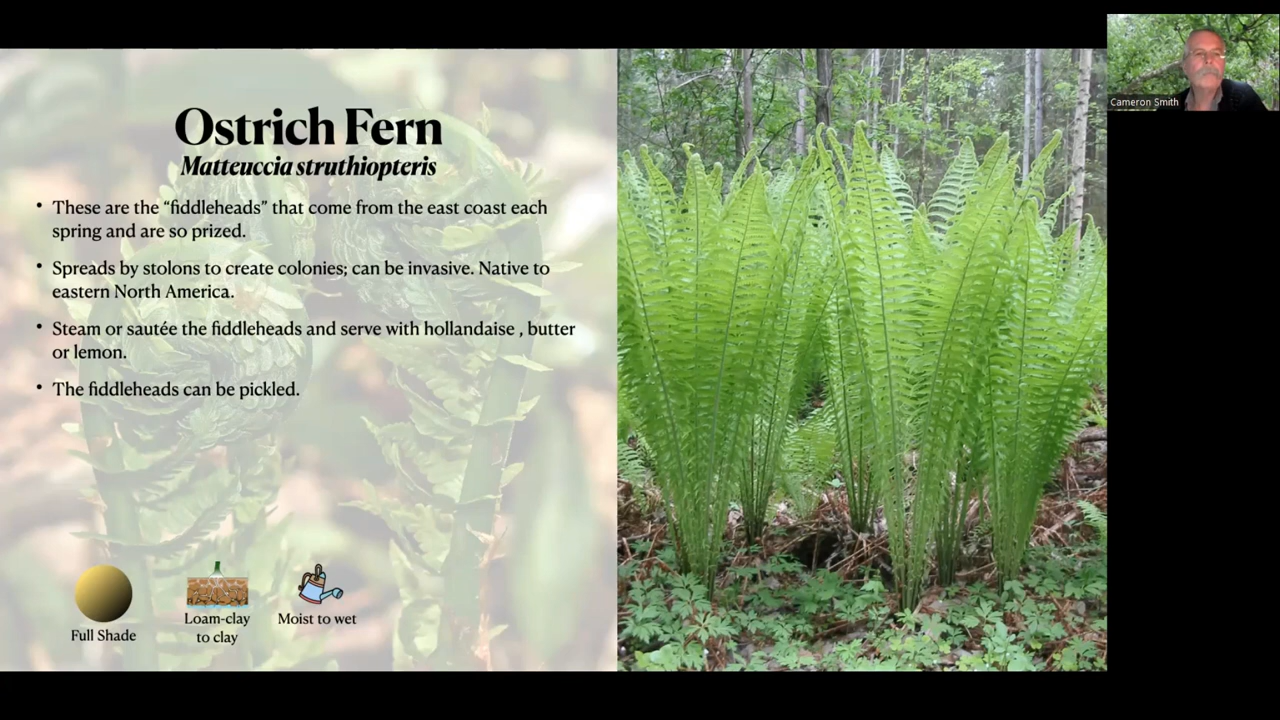 Cameron Smith
Ostrich Fern
Matteuccia struthiopteris
• These are the “fiddleheads” that come from the east coast each
spring and are so prized.
• Spreads by stolons to create colonies; can be invasive. Native to
eastern North America.
• Steam or sautée the fiddleheads and serve with hollandaise , butter
or lemon.
• The fiddleheads can be pickled.
Full Shade
Loam-clay
to clay
Moist to wet